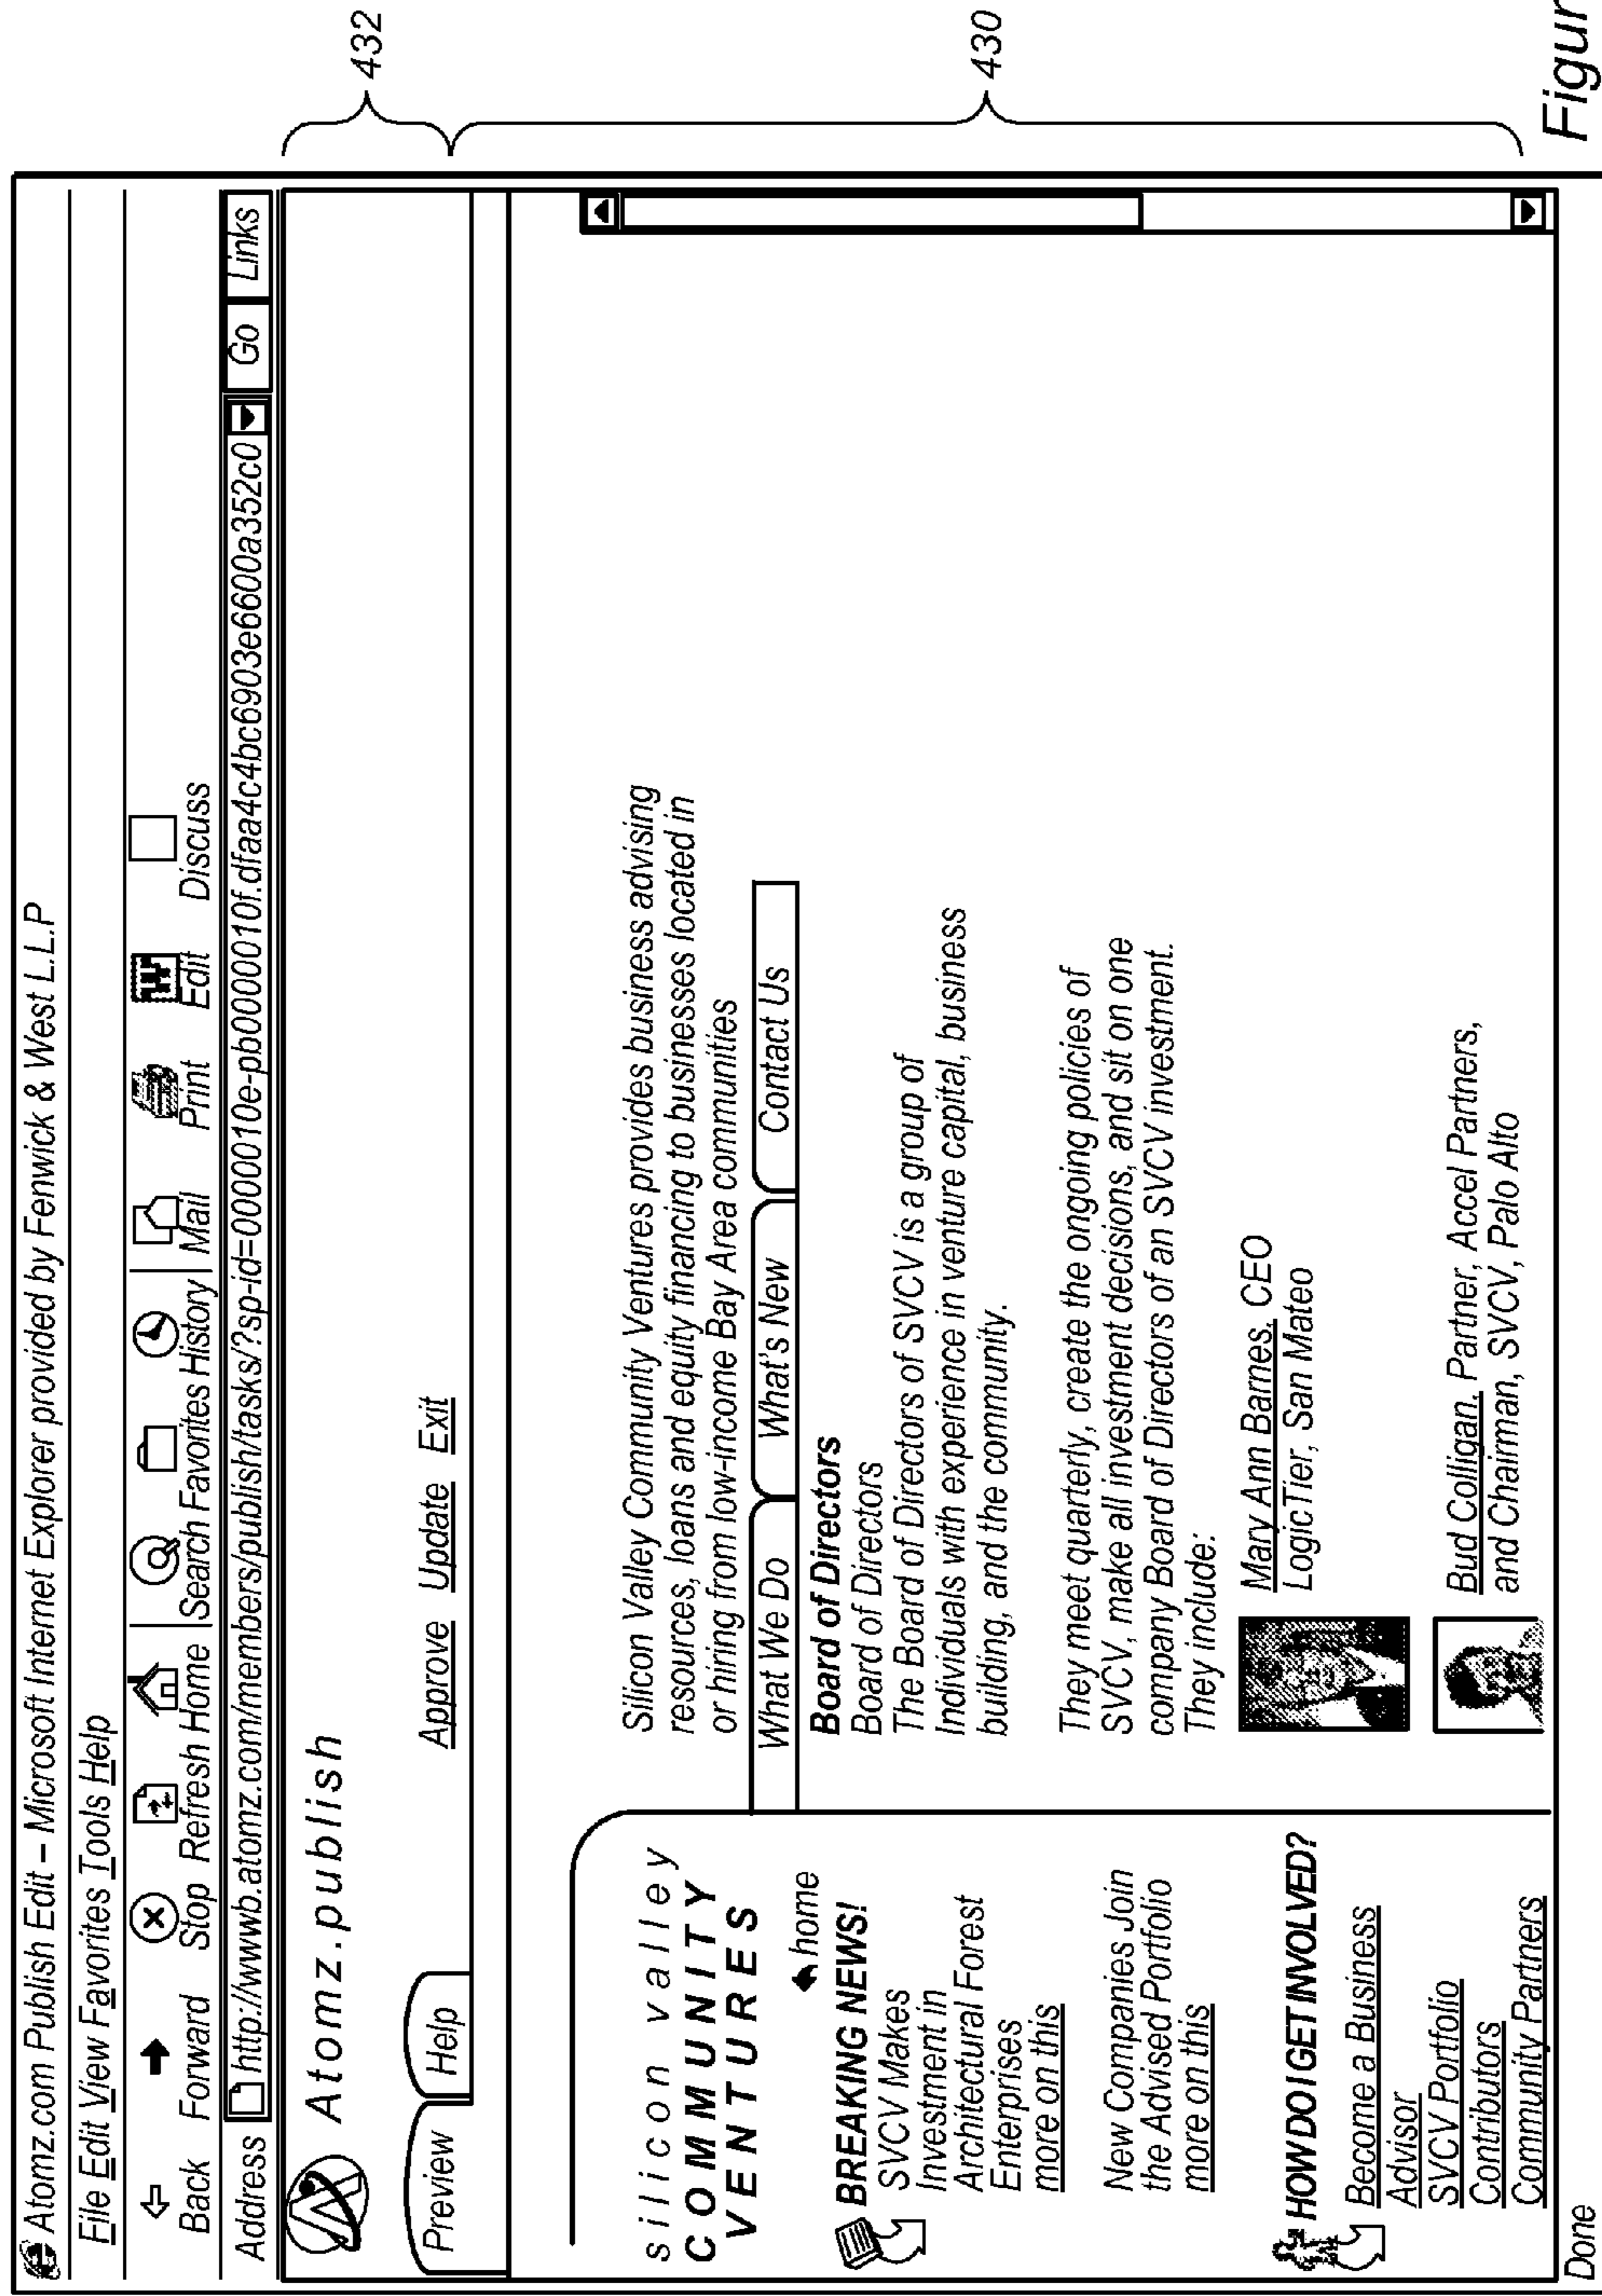 Atomz.com Publish Edit – Microsoft Internet Explorer provided by Fenwick & West L.L.P
File Edit View Favorites Tools Help
Back Forward Stop Refresh Home Search Favorites History Mail Print Edit Discuss
Address http://wwwb.atomz.com/members/publish/tasks/?sp-id=0000010e-pb0000010f.dfaa4c4bc6903e6600a352c0 Go Links
Atomz.publish
Preview Help Approve Update Exit
432
silicon valley
COMMUNITY
VENTURES
home
BREAKING NEWS!
SVCV Makes
Investment in
Architectural Forest
Enterprises
more on this
New Companies Join
the Advised Portfolio
more on this
HOW DO I GET INVOLVED?
Become a Business
Advisor
SVCV Portfolio
Contributors
Community Partners
Silicon Valley Community Ventures provides business advising
resources, loans and equity financing to businesses located in
or hiring from low-income Bay Area communities
What We Do What's New Contact Us
Board of Directors
Board of Directors
The Board of Directors of SVCV is a group of
Individuals with experience in venture capital, business
building, and the community.
They meet quarterly, create the ongoing policies of
SVCV, make all investment decisions, and sit on one
company Board of Directors of an SVCV investment.
They include:
Mary Ann Barnes, CEO
LogicTier, San Mateo
Bud Colligan, Partner, Accel Partners,
and Chairman, SVCV, Palo Alto
430
Done